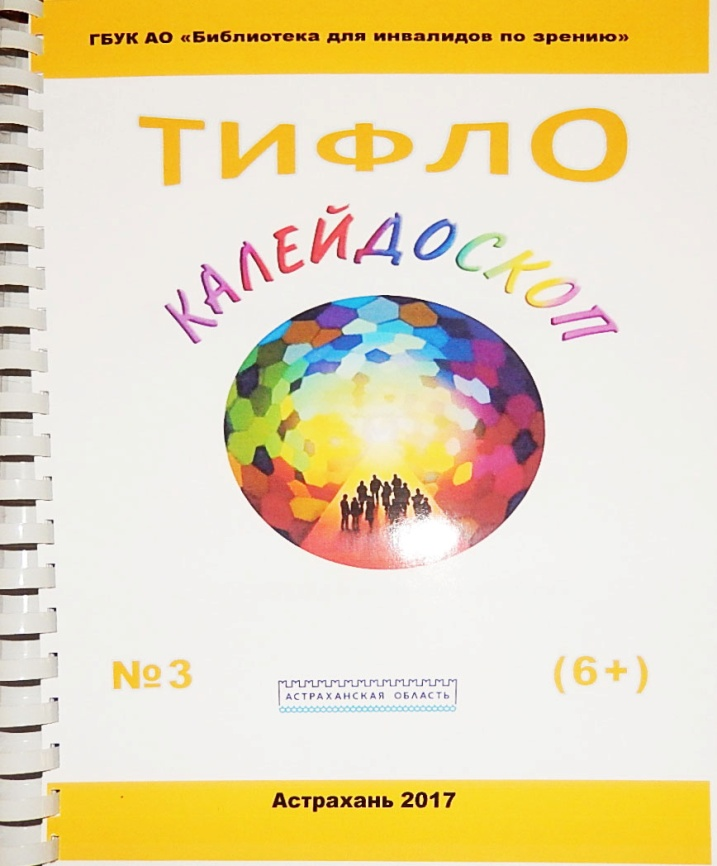 ГБУК АО «Библиотека для инвалидов по зрению»
ТИФЛО
КАЛЕЙДОСКОП
№3
(6+)
АСТРАХАНСКАЯ ОБЛАСТЬ
Астрахань 2017